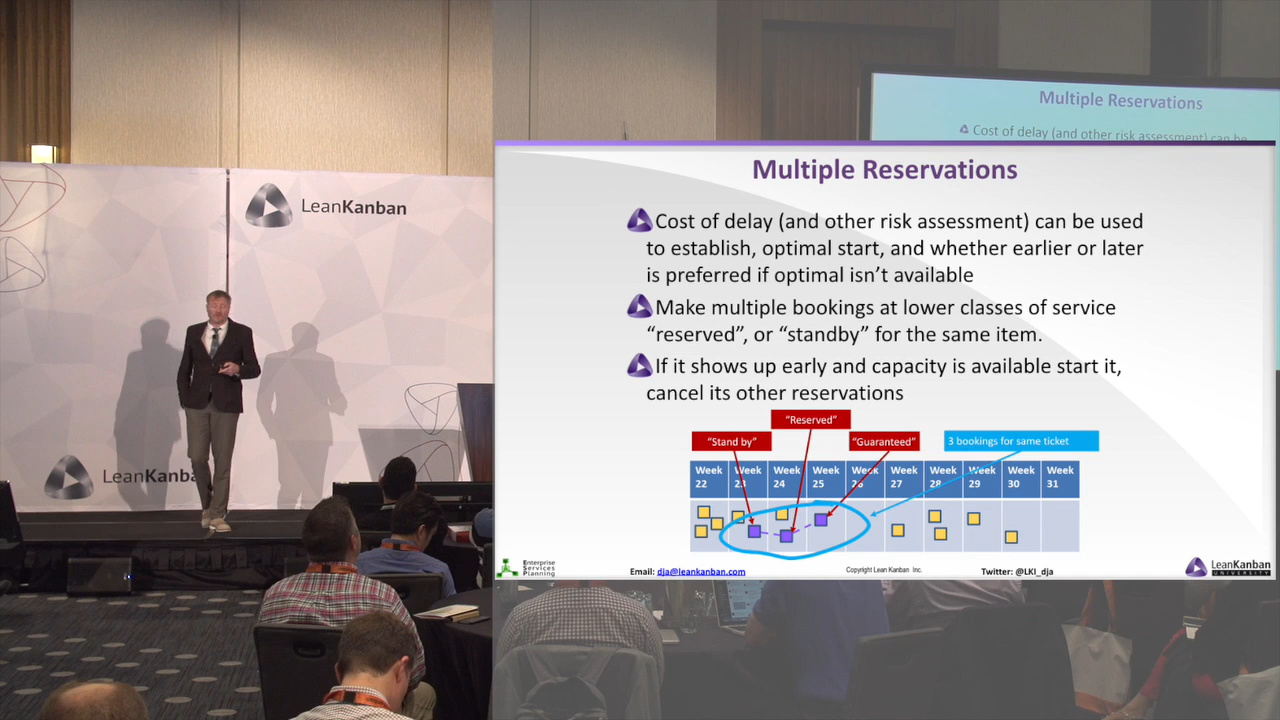 Multiple Reservations
Cost of delay (and other risk assessment) can be
LeanKanban
LeanKanba
Multiple Reservations
Cost of delay (and other risk assessment) can be used
to establish, optimal start, and whether earlier or later
is preferred if optimal isn't available
Make multiple bookings at lower classes of service
"reserved", or "standby" for the same item.
If it shows up early and capacity is available start it,
cancel its other reservations
"Reserved"
"Stand by"
"Guaranteed"
3 bookings for same ticket
Week 22
Week 23
Week 24
Week 25
Week 26
Week 27
Week 28
Week 29
Week 30
Week 31
Enterprise
Services
Planning
Email: dja@leankanban.com
Copyright Lean Kanban Inc.
Twitter: @LKI_dja
LeanKanban
UNIVERSITY